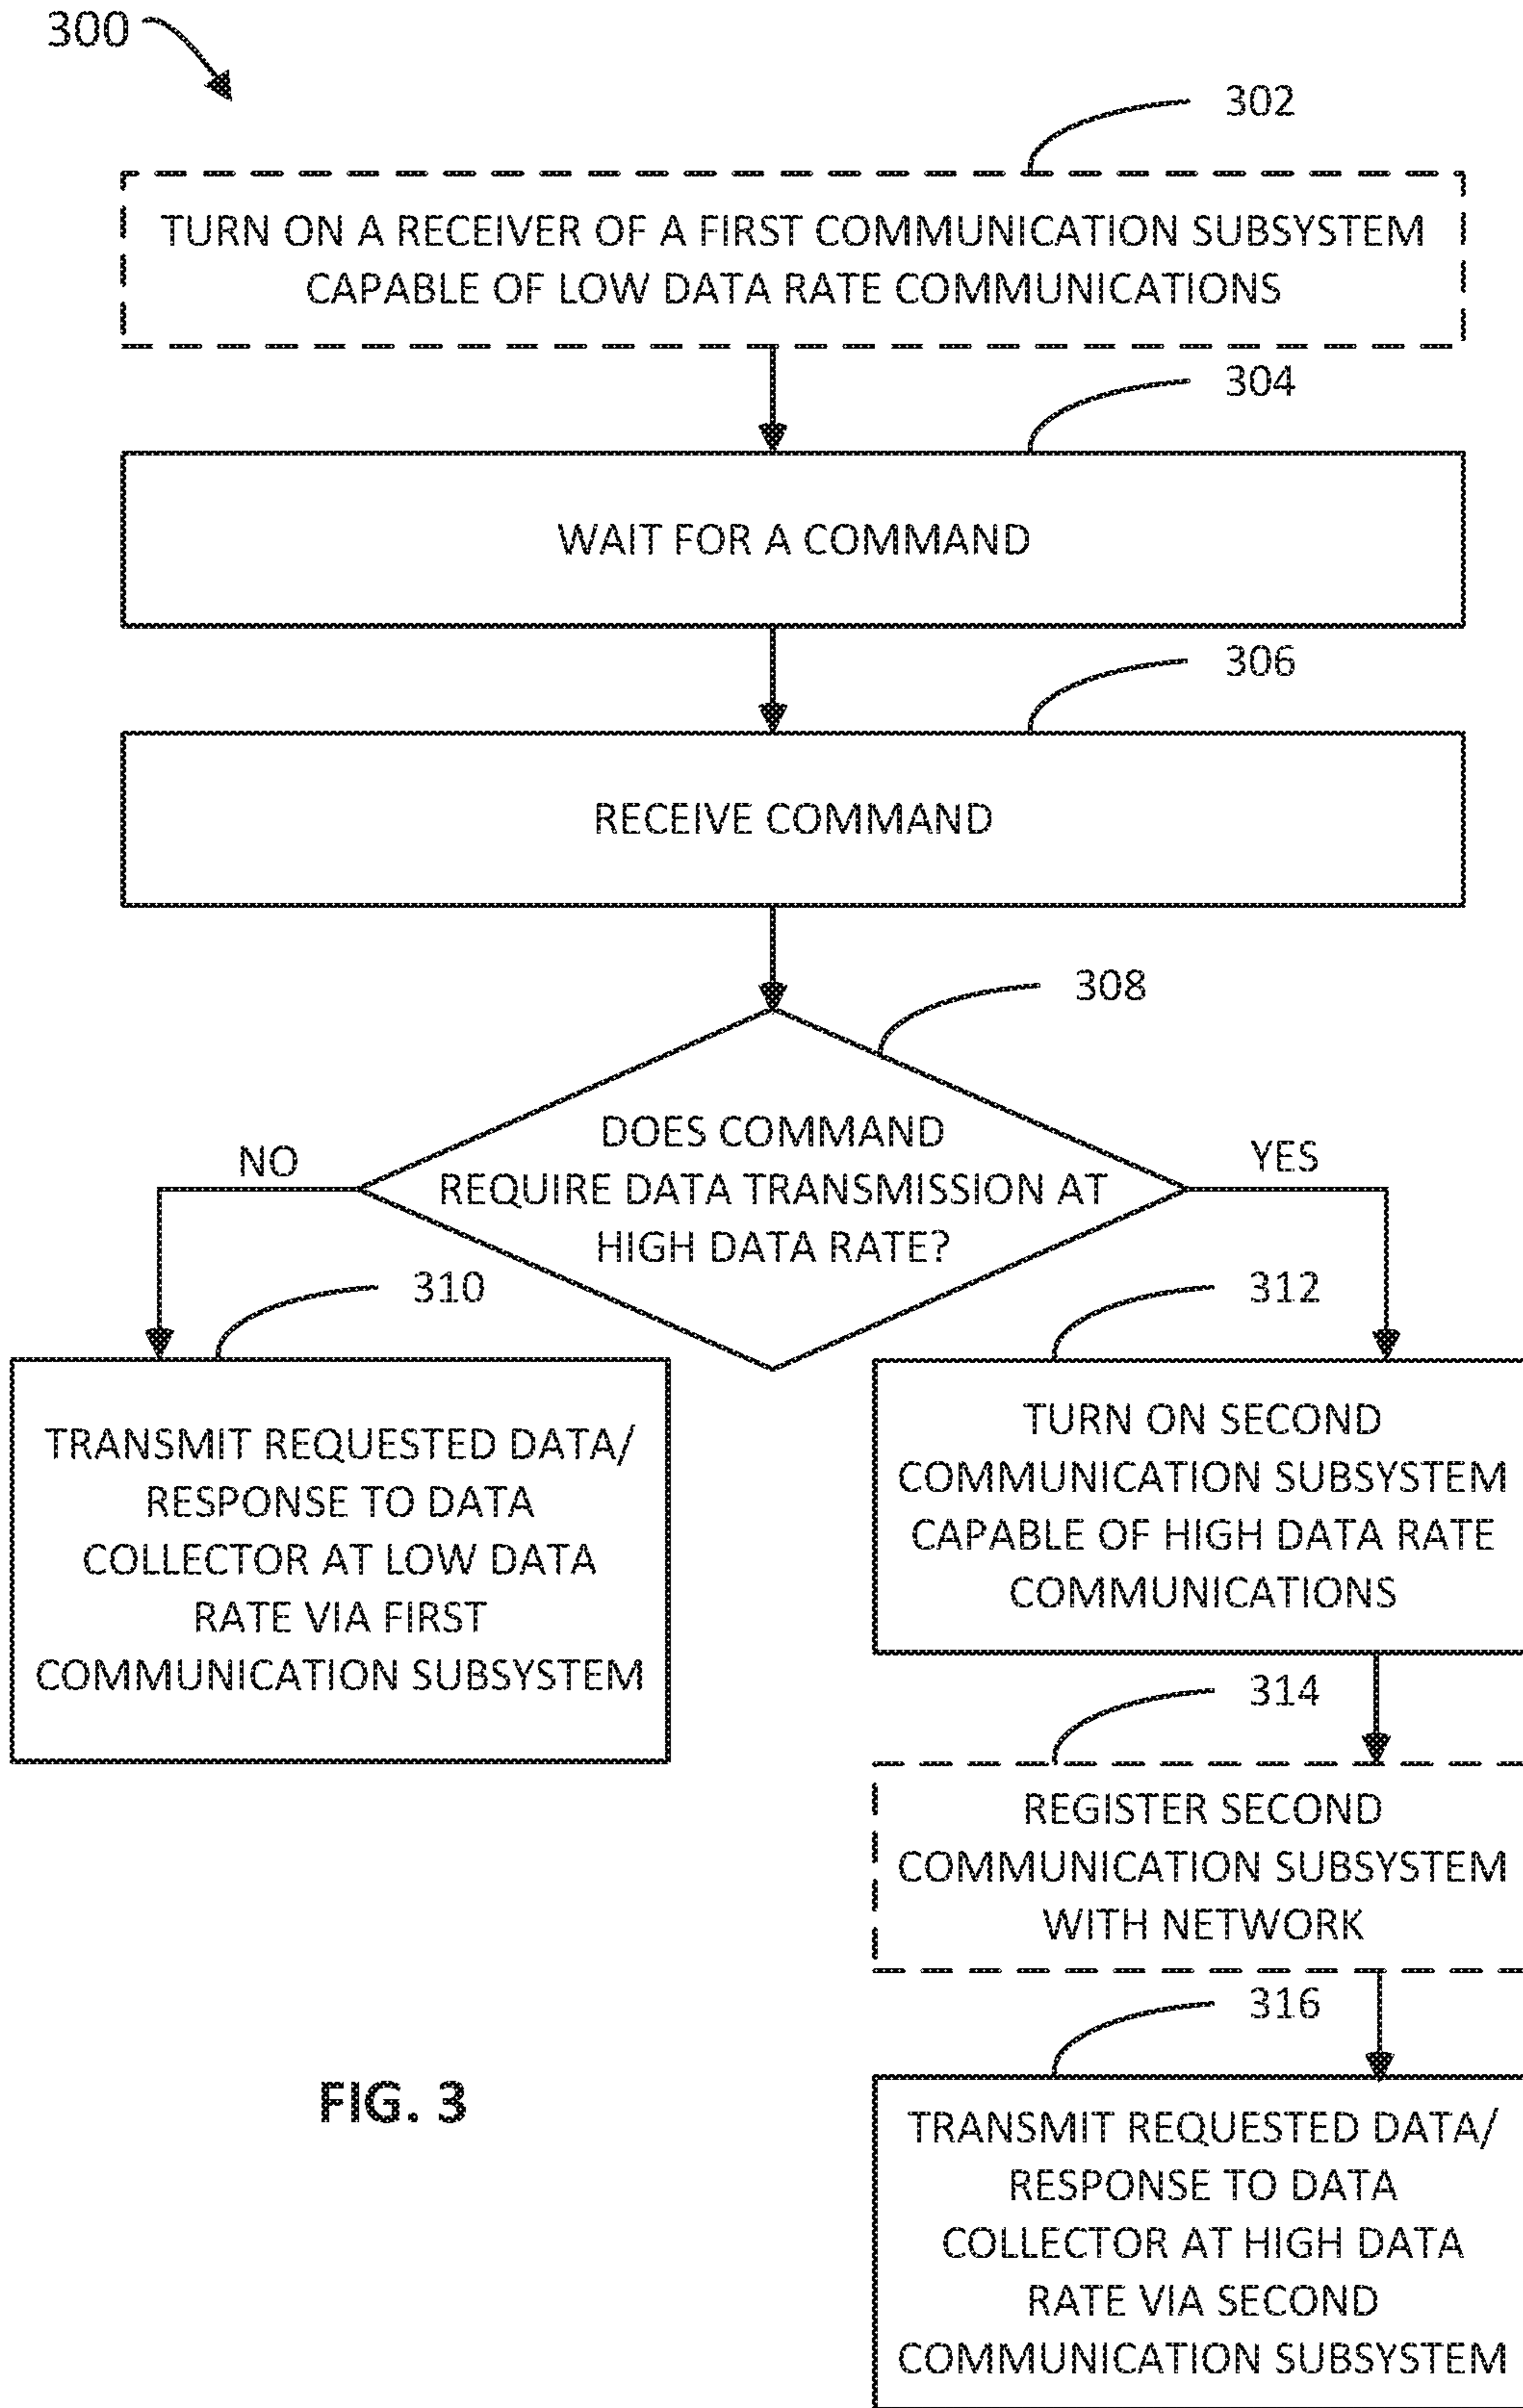 300
302
TURN ON A RECEIVER OF A FIRST COMMUNICATION SUBSYSTEM
CAPABLE OF LOW DATA RATE COMMUNICATIONS
304
WAIT FOR A COMMAND
306
RECEIVE COMMAND
308
DOES COMMAND
REQUIRE DATA TRANSMISSION AT
HIGH DATA RATE?
NO
YES
310
TRANSMIT REQUESTED DATA/
RESPONSE TO DATA
COLLECTOR AT LOW DATA
RATE VIA FIRST
COMMUNICATION SUBSYSTEM
312
TURN ON SECOND
COMMUNICATION SUBSYSTEM
CAPABLE OF HIGH DATA RATE
COMMUNICATIONS
314
REGISTER SECOND
COMMUNICATION SUBSYSTEM
WITH NETWORK
316
TRANSMIT REQUESTED DATA/
RESPONSE TO DATA
COLLECTOR AT HIGH DATA
RATE VIA SECOND
COMMUNICATION SUBSYSTEM
FIG. 3